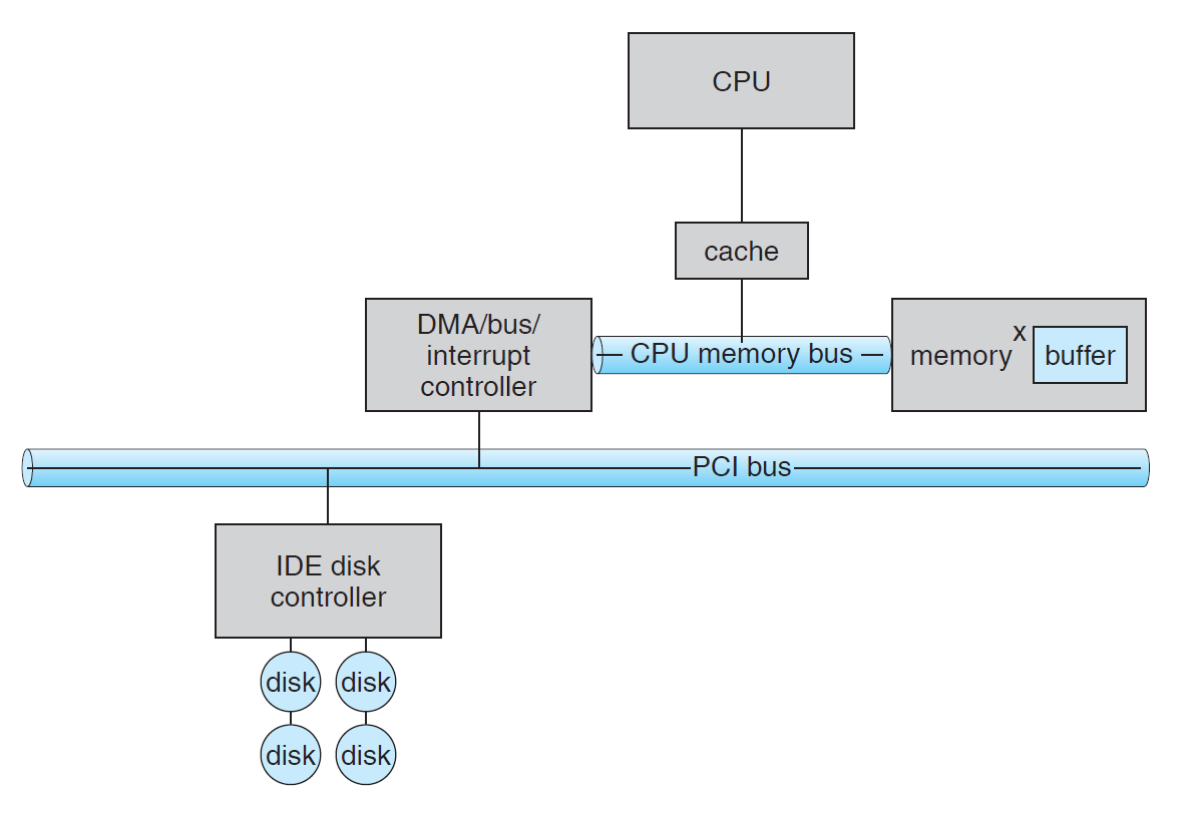 CPU
cache
DMA/bus/
interrupt
controller
CPU memory bus
memory
x
buffer
PCI bus
IDE disk
controller
disk
disk
disk
disk